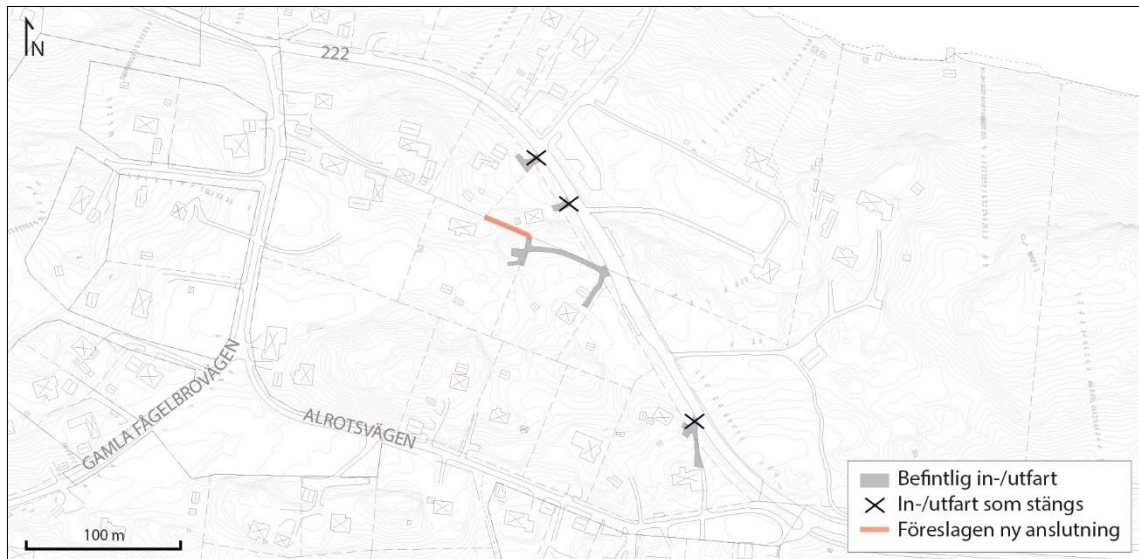 N
222
GAMLA FÅGELBROVÄGEN
ALROTSVÄGEN
Befintlig in-/utfart
In-/utfart som stängs
Föreslagen ny anslutning
100 m